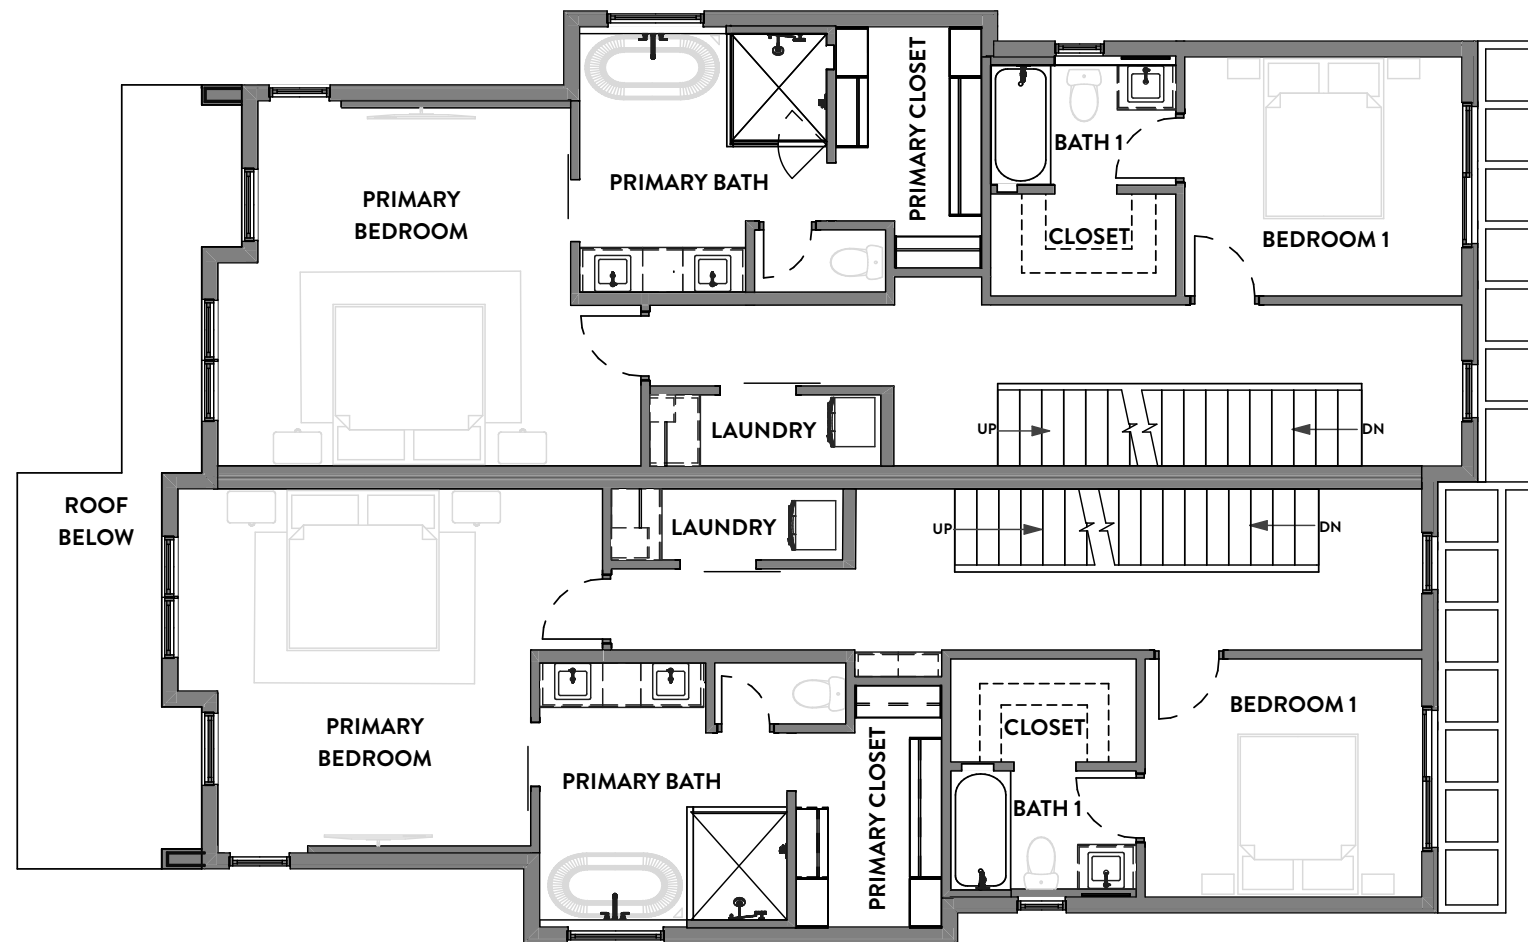 PRIMARY CLOSET
BATH 1
PRIMARY BATH
PRIMARY
BEDROOM
CLOSET
BEDROOM 1
LAUNDRY
UP
DN
ROOF
BELOW
LAUNDRY
UP
DN
PRIMARY
BEDROOM
PRIMARY BATH
PRIMARY CLOSET
CLOSET
BEDROOM 1
BATH 1